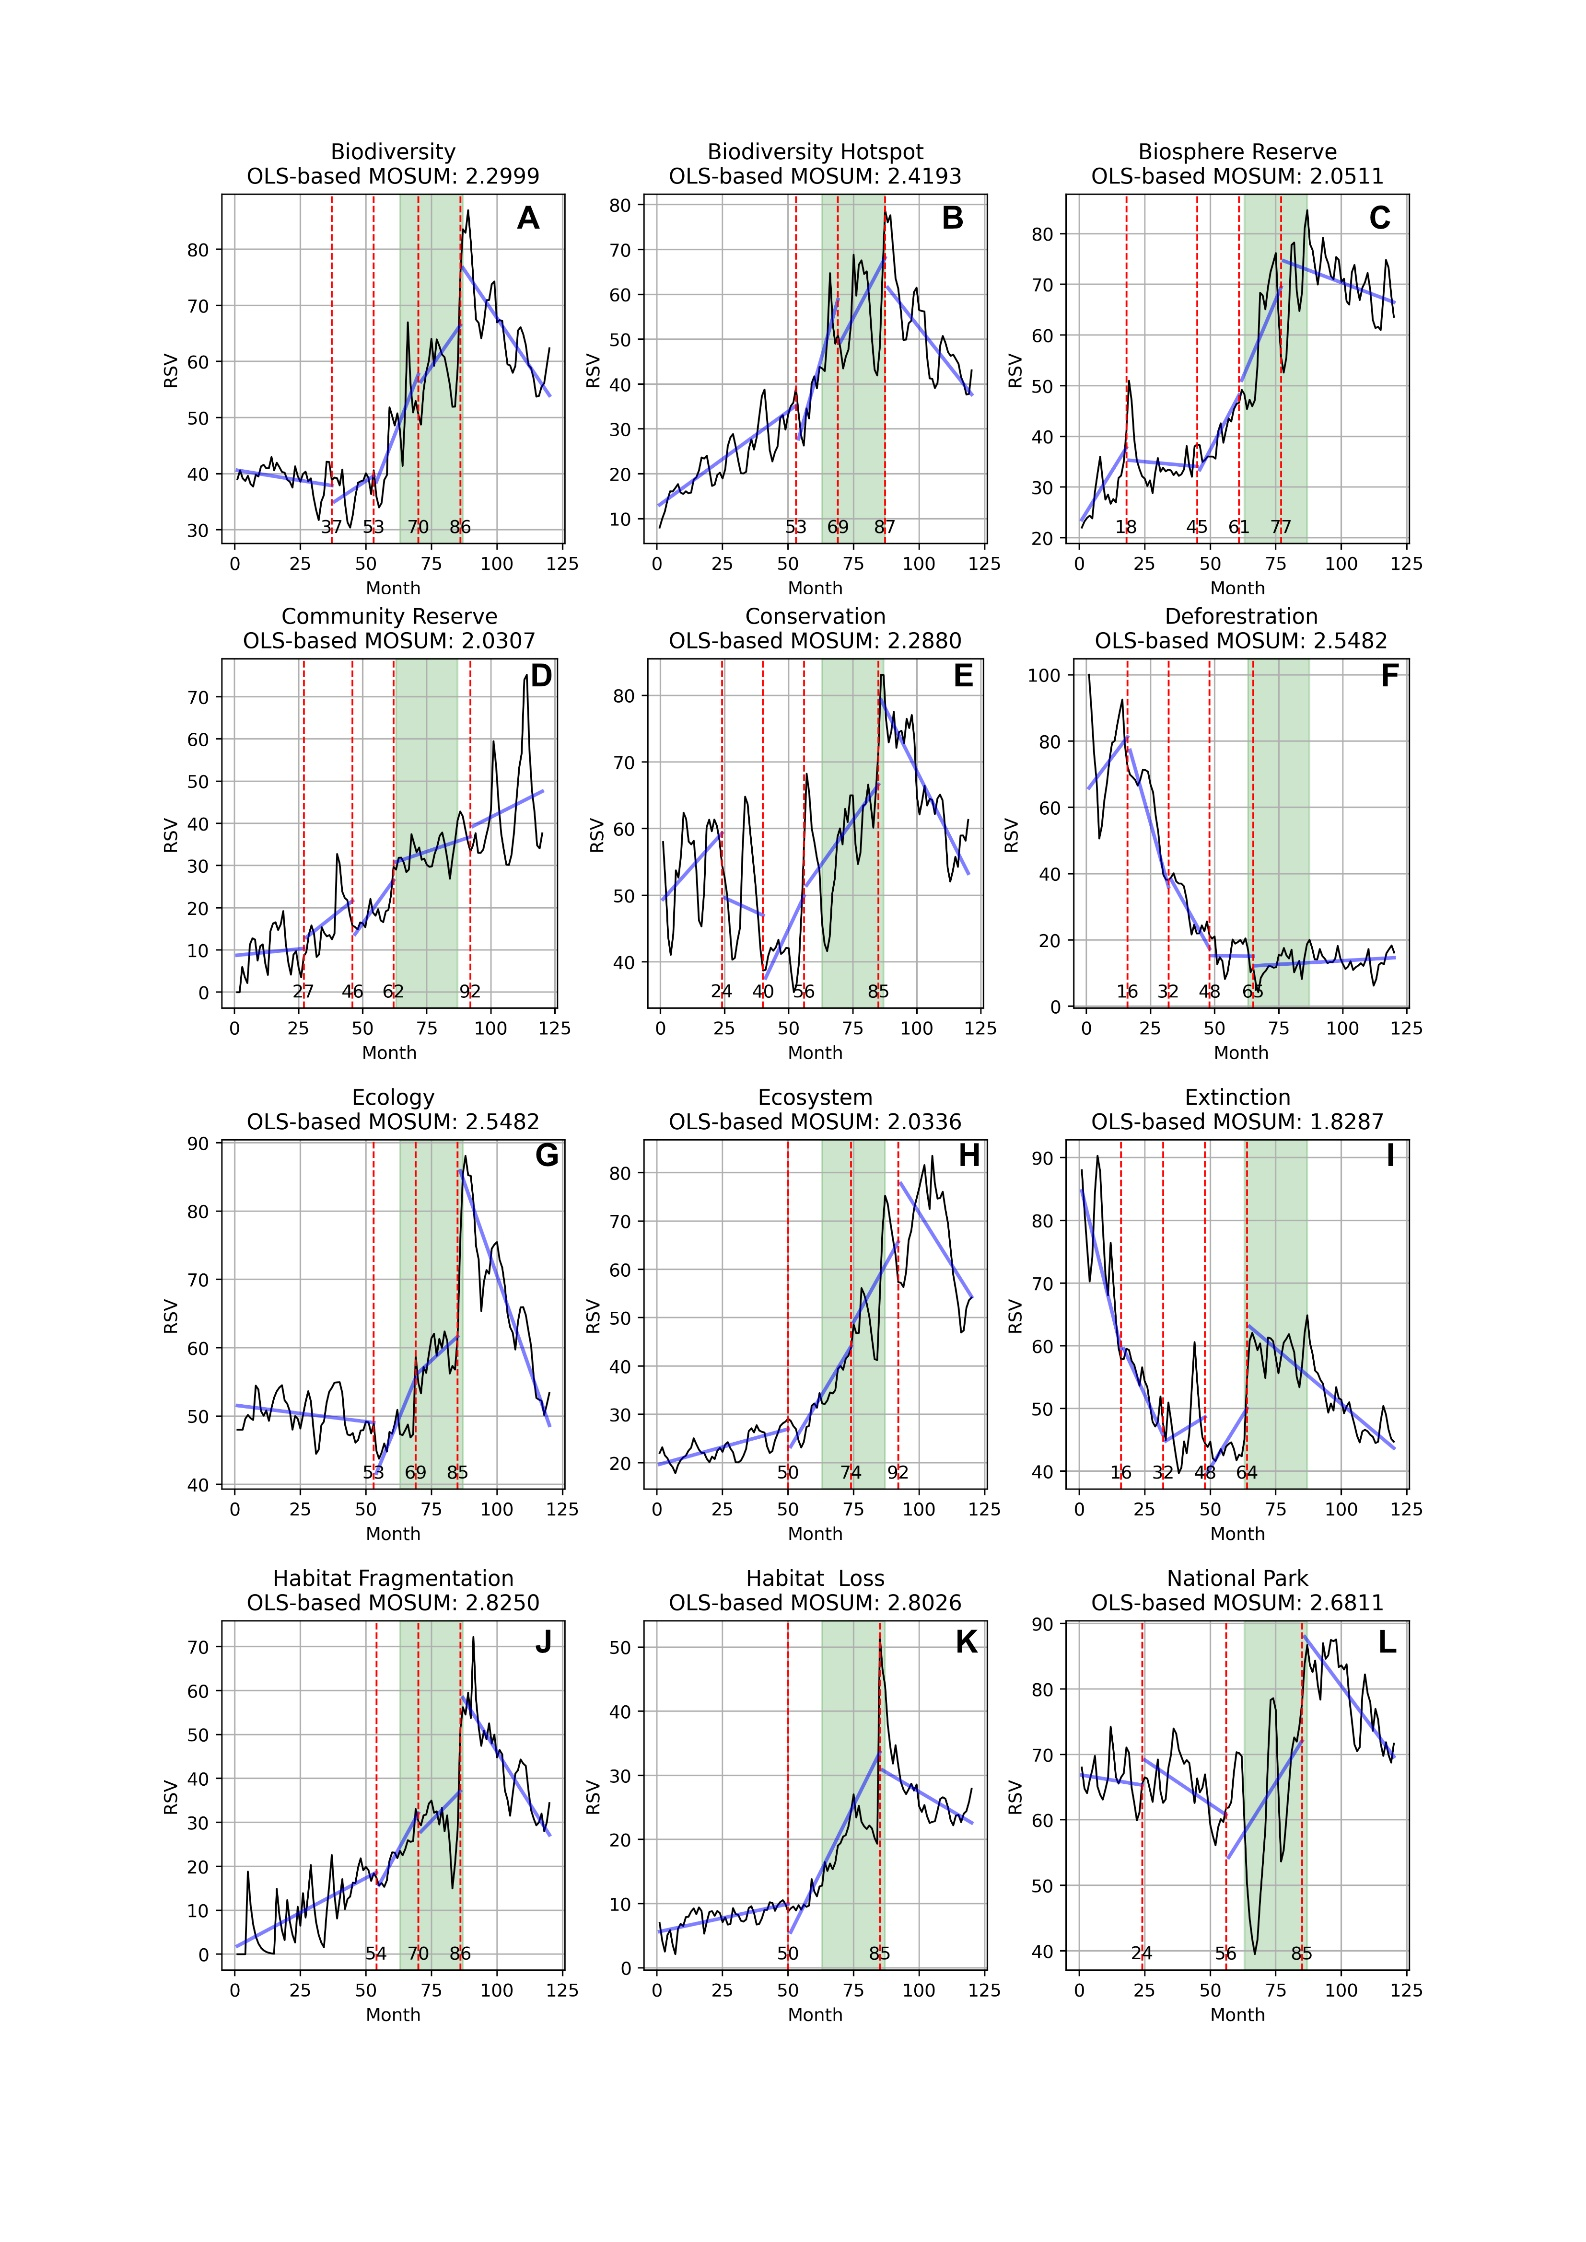 Biodiversity
OLS-based MOSUM: 2.2999
A
RSV
80
70
60
50
40
30
37 53 70 86
0 25 50 75 100 125
Month
Biodiversity Hotspot
OLS-based MOSUM: 2.4193
B
RSV
80
70
60
50
40
30
20
10
53 69 87
0 25 50 75 100 125
Month
Biosphere Reserve
OLS-based MOSUM: 2.0511
C
RSV
80
70
60
50
40
30
20
18 45 61 77
0 25 50 75 100 125
Month
Community Reserve
OLS-based MOSUM: 2.0307
D
RSV
70
60
50
40
30
20
10
0
27 46 62 92
0 25 50 75 100 125
Month
Conservation
OLS-based MOSUM: 2.2880
E
RSV
80
70
60
50
40
24 40 56 85
0 25 50 75 100 125
Month
Deforestration
OLS-based MOSUM: 2.5482
F
RSV
100
80
60
40
20
0
16 32 48 65
0 25 50 75 100 125
Month
Ecology
OLS-based MOSUM: 2.5482
G
RSV
90
80
70
60
50
40
53 69 85
0 25 50 75 100 125
Month
Ecosystem
OLS-based MOSUM: 2.0336
H
RSV
80
70
60
50
40
30
20
50 74 92
0 25 50 75 100 125
Month
Extinction
OLS-based MOSUM: 1.8287
I
RSV
90
80
70
60
50
40
16 32 48 64
0 25 50 75 100 125
Month
Habitat Fragmentation
OLS-based MOSUM: 2.8250
J
RSV
70
60
50
40
30
20
10
0
54 70 86
0 25 50 75 100 125
Month
Habitat Loss
OLS-based MOSUM: 2.8026
K
RSV
50
40
30
20
10
0
50 85
0 25 50 75 100 125
Month
National Park
OLS-based MOSUM: 2.6811
L
RSV
90
80
70
60
50
40
24 56 85
0 25 50 75 100 125
Month